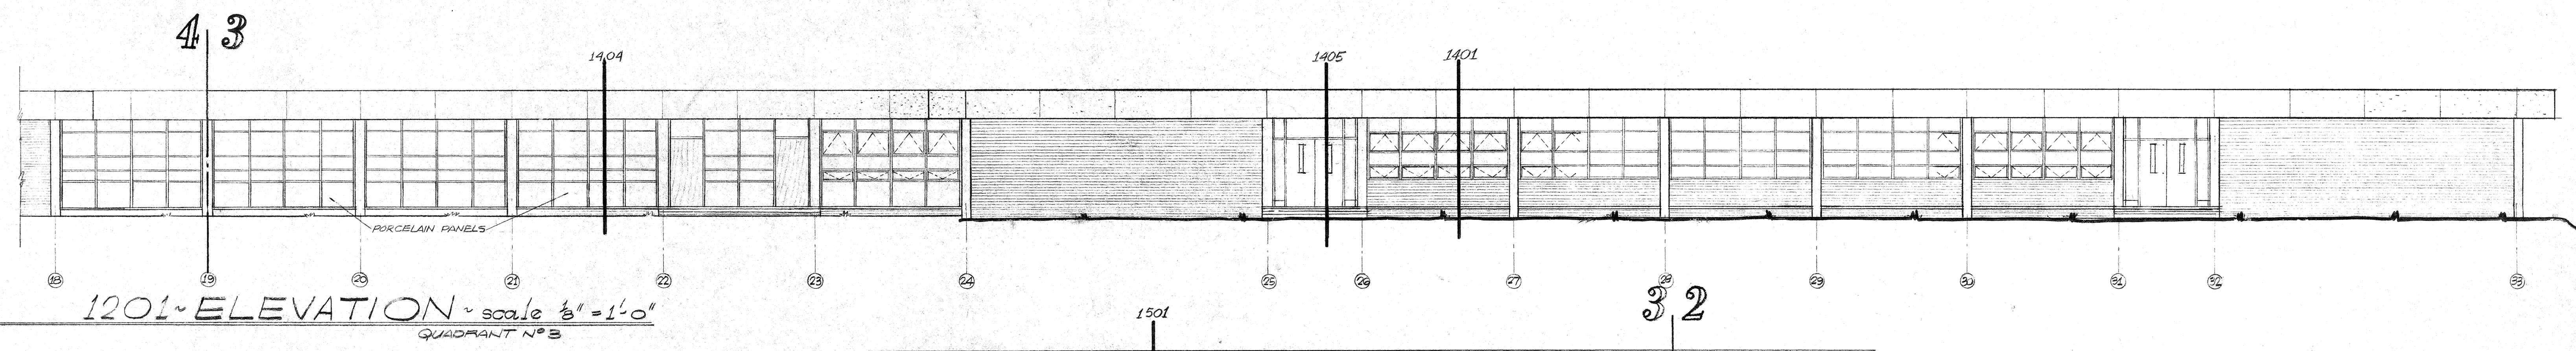 4 3
1404
1405
1401
PORCELAIN PANELS
18 19 20 21 22 23 24 25 26 27 28 29 30 31 32 33
1201~ELEVATION~scale 1/8" = 1'-0"
QUADRANT Nº 3
1501
3 2